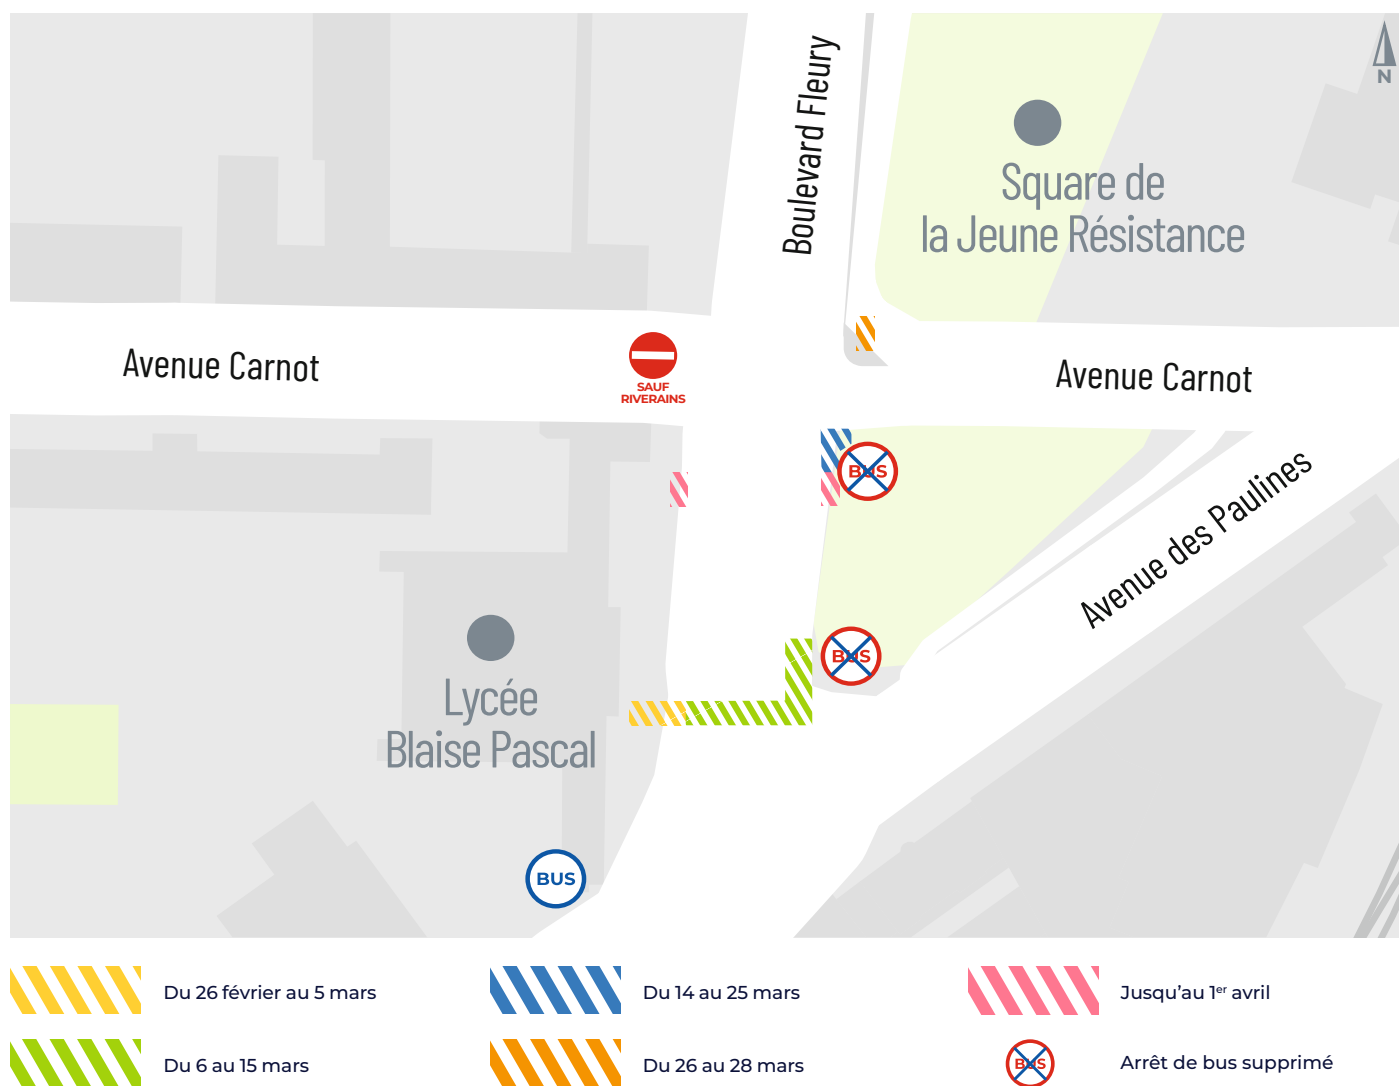 Boulevard Fleury
N
Square de
la Jeune Résistance
Avenue Carnot
SAUF
RIVERAINS
Avenue Carnot
BUS
Avenue des Paulines
BUS
Lycée
Blaise Pascal
BUS
Du 26 février au 5 mars
Du 14 au 25 mars
Jusqu'au 1er avril
Du 6 au 15 mars
Du 26 au 28 mars
BUS
Arrêt de bus supprimé